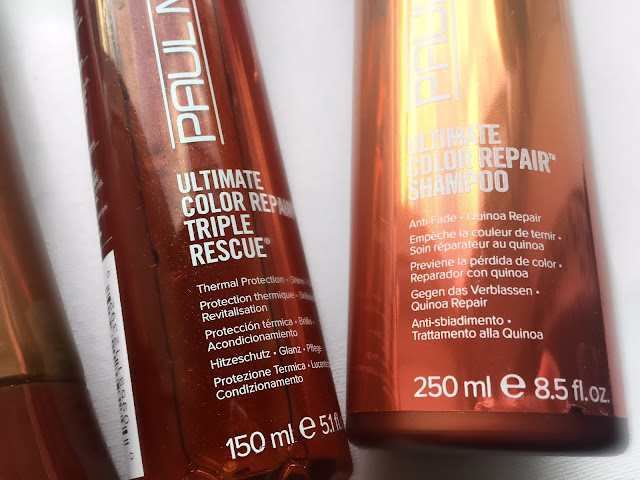 PAUL M
ULTIMATE
COLOR REPAIR
TRIPLE
RESCUE®
Thermal Protection · Shine
Protection thermique · Brillance
Revitalisation
Protección térmica · Brillo ·
Acondicionamiento
Hitzeschutz · Glanz · Pflege
Protezione Termica · Lucentezza
CondIzionamento
150 ml e 5.1 fl.
PAUL
ULTIMATE
COLOR REPAIR™
SHAMPOO
Anti Fade · Quinoa Repair
Empêche la couleur de ternir ·
Soin réparateur au quinoa
Previene la pérdida de color ·
Reparador con quinoa
Gegen das Verblassen ·
Quinoa Repair
Anti-sbiadimento ·
Trattamento alla Quinoa
250 ml e 8.5 fl.oz.